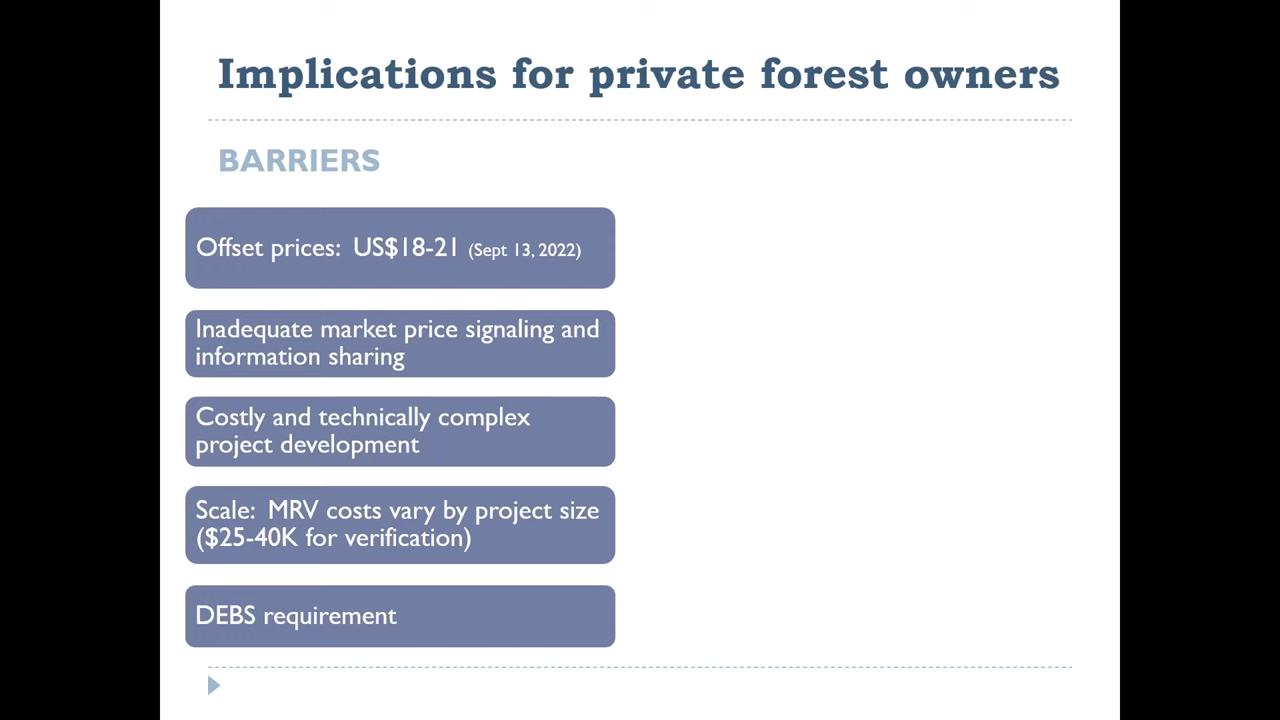 Implications for private forest owners
BARRIERS
Offset prices:  US$18-21 (Sept 13, 2022)
Inadequate market price signaling and
information sharing
Costly and technically complex
project development
Scale:  MRV costs vary by project size
($25-40K for verification)
DEBS requirement